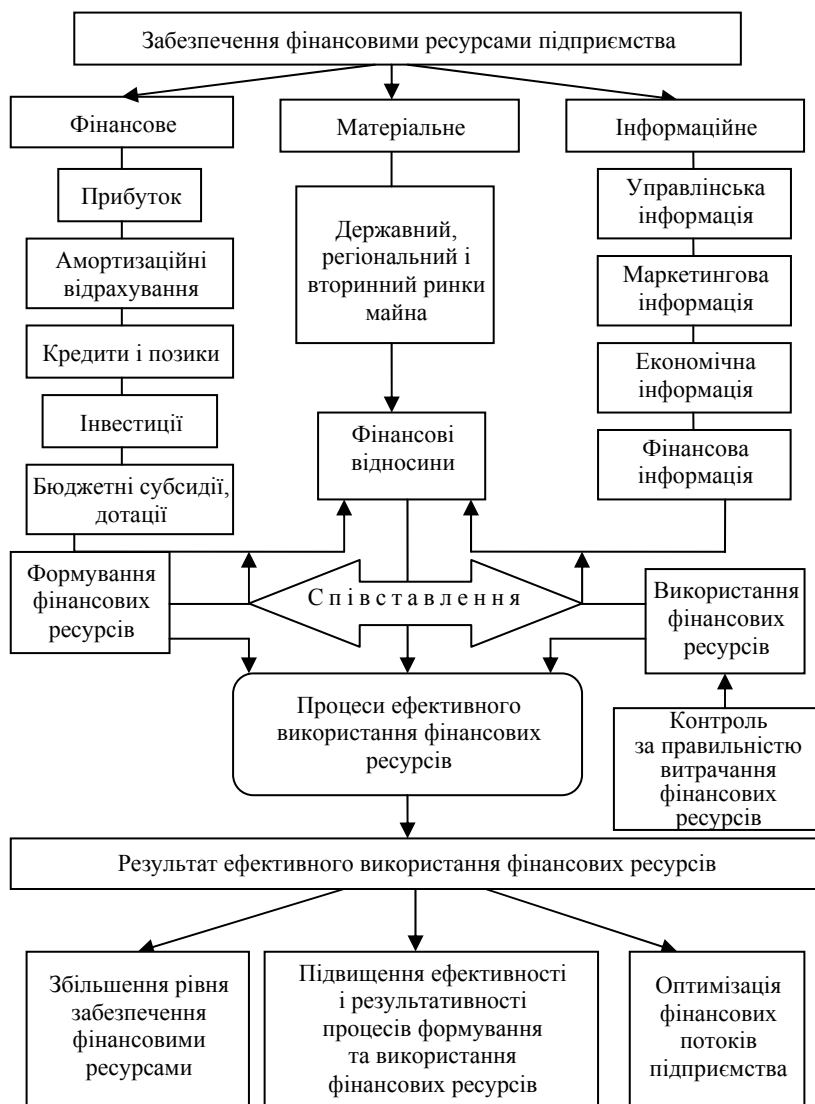 Забезпечення фінансовими ресурсами підприємства
Фінансове
Матеріальне
Інформаційне
Прибуток
Амортизаційні
відрахування
Кредити і позики
Інвестиції
Бюджетні субсидії,
дотації
Державний,
регіональний і
вторинний ринки
майна
Фінансові
відносини
Управлінська
інформація
Маркетингова
інформація
Економічна
інформація
Фінансова
інформація
Формування
фінансових
ресурсів
Співставлення
Використання
фінансових
ресурсів
Процеси ефективного
використання фінансових
ресурсів
Контроль
за правильністю
витрачання
фінансових
ресурсів
Результат ефективного використання фінансових ресурсів
Збільшення рівня
забезпечення
фінансовими
ресурсами
Підвищення ефективності
і результативності
процесів формування
та використання
фінансових ресурсів
Оптимізація
фінансових
потоків
підприємства